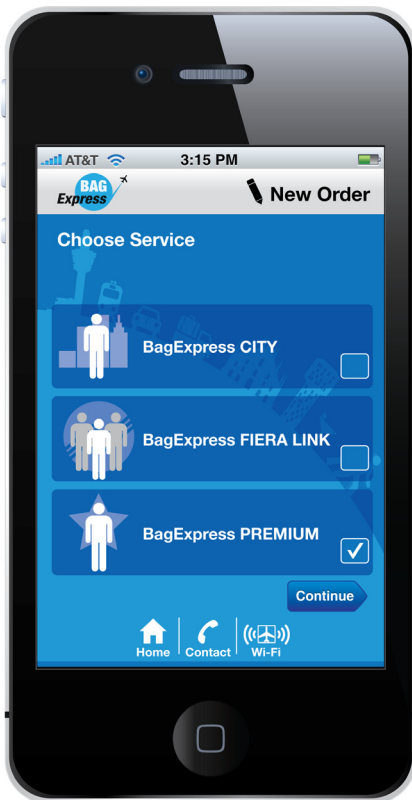 AT&T 3:15 PM
BAG
Express
New Order
Choose Service
BagExpress CITY
BagExpress FIERA LINK
BagExpress PREMIUM
Continue
Home Contact Wi-Fi